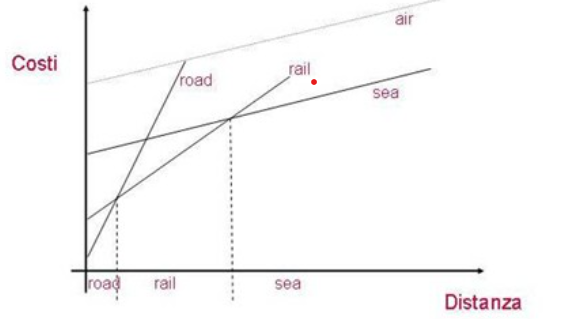 air
Costi
rail
road
sea
road rail sea
Distanza